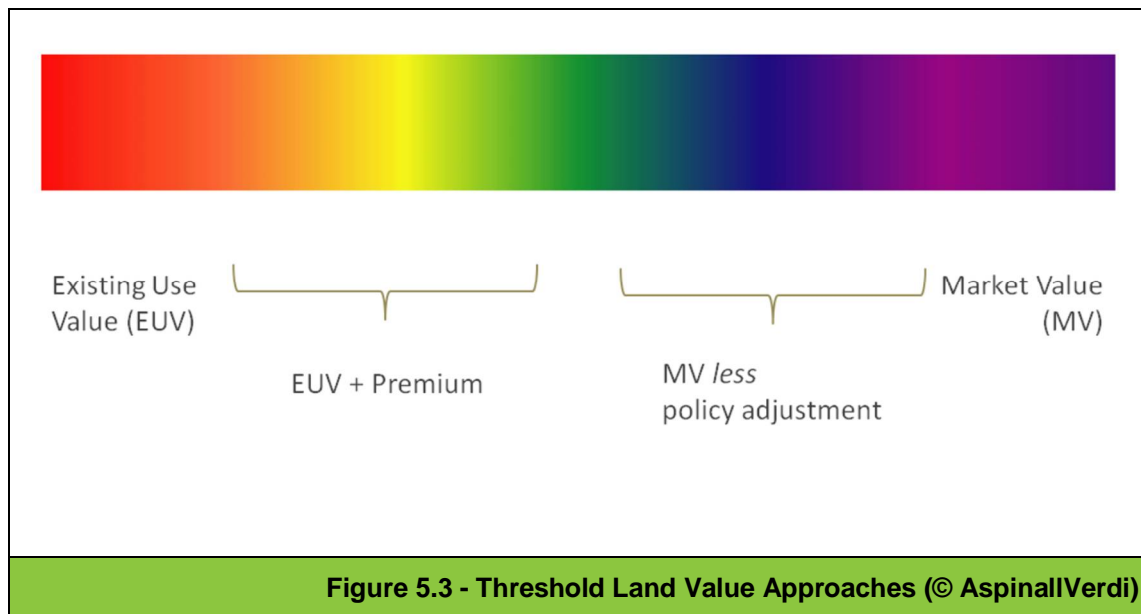 Existing Use
Value (EUV)
EUV + Premium
MV less
policy adjustment
Market Value
(MV)
Figure 5.3 - Threshold Land Value Approaches (© AspinallVerdi)